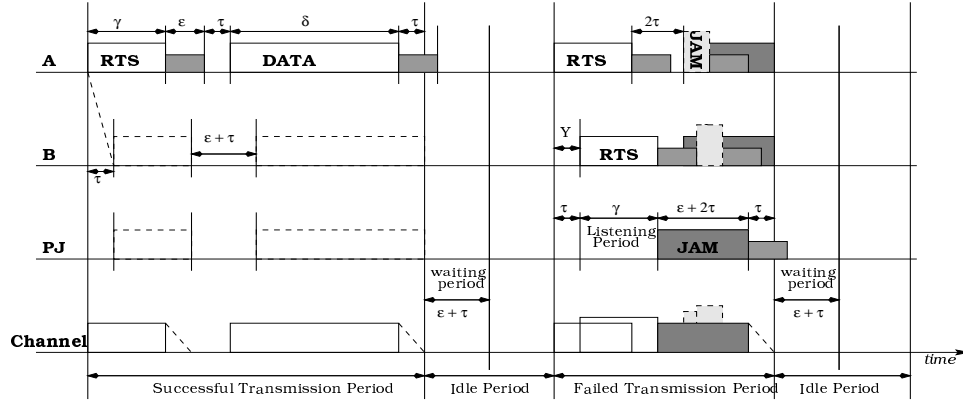 γ ε τ δ τ 2τ
A RTS DATA RTS JAM
ε + τ Y
B RTS
τ
τ γ ε + 2τ τ
Listening
Period
PJ JAM
waiting
period
waiting
period
ε + τ ε + τ
Channel
time
Successful Transmission Period Idle Period Failed Transmission Period Idle Period